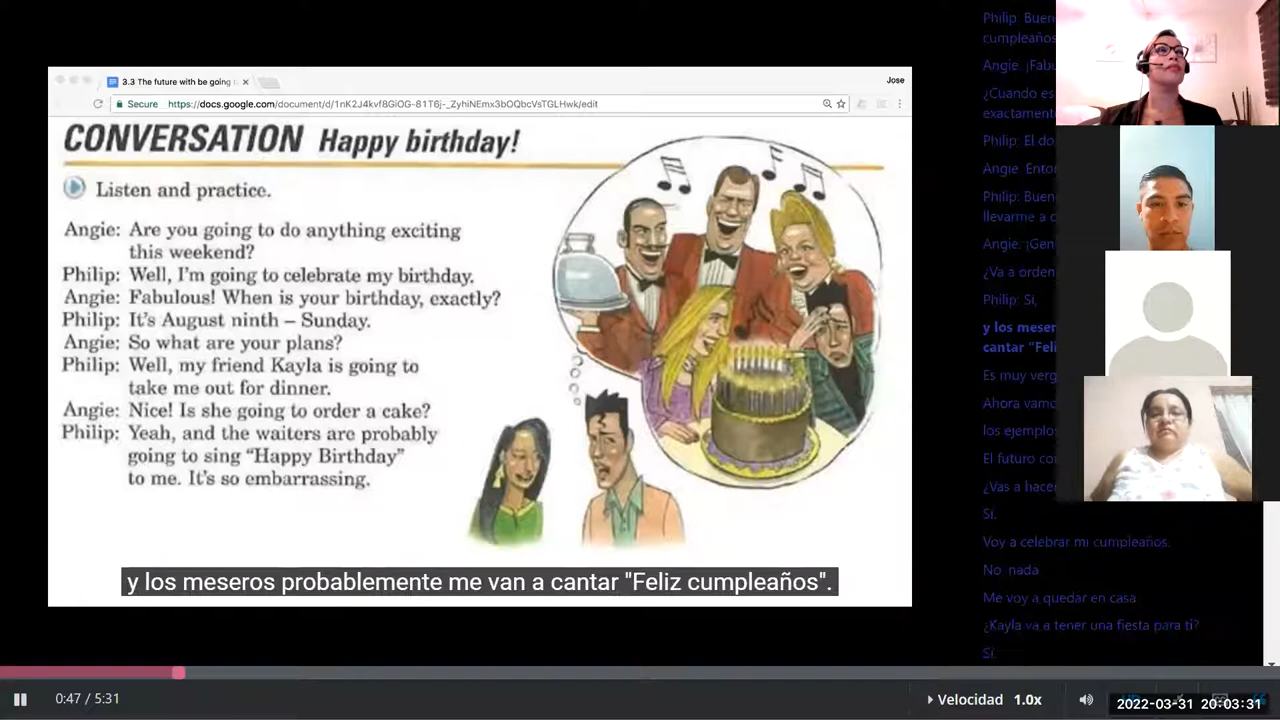 3.3 The future with be going
Jose
Secure https://docs.google.com/document/d/1nK2J4kvf8GiOG-81T6j-_ZyhiNEmx3bOQbcVsTGLHwk/edit
CONVERSATION Happy birthday!
Listen and practice.
Angie: Are you going to do anything exciting
this weekend?
Philip: Well, I'm going to celebrate my birthday.
Angie: Fabulous! When is your birthday, exactly?
Philip: It's August ninth – Sunday.
Angie: So what are your plans?
Philip: Well, my friend Kayla is going to
take me out for dinner.
Angie: Nice! Is she going to order a cake?
Philip: Yeah, and the waiters are probably
going to sing "Happy Birthday"
to me. It's so embarrassing.
y los meseros probablemente me van a cantar "Feliz cumpleaños".
Philip: Buen
cumpleaños
Angie. ¡Fabu
¿Cuando es
exactament
Philip: El do
Angie Ento
Philip: Buen
llevarme a c
Angie. ¡Gen
¿Va a orden
Philip: Si,
y los meser
cantar "Feli
Es muy verg
Ahora vamo
los ejemplos
El futuro co
¿Vas a hace
Sí.
Voy a celebrar mi cumpleaños.
No nada
Me voy a quedar en casa
¿Kayla va a tener una fiesta para ti?
Sí.
0:47 / 5:31
Velocidad 1.0x
2022-03-31 20:03:31